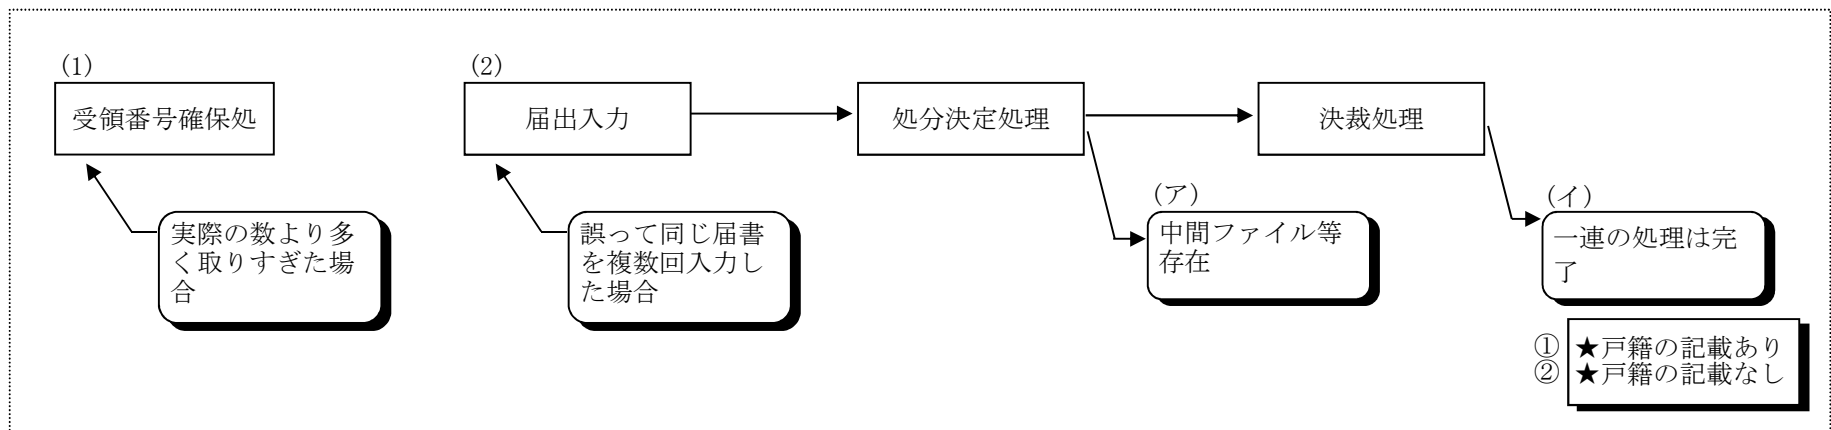 (1)
受領番号確保処
(2)
届出入力
処分決定処理
決裁処理
実際の数より多
く取りすぎた場
合
誤って同じ届書
を複数回入力し
た場合
(ア)
中間ファイル等
存在
(イ)
一連の処理は完
了
① ★戸籍の記載あり
② ★戸籍の記載なし